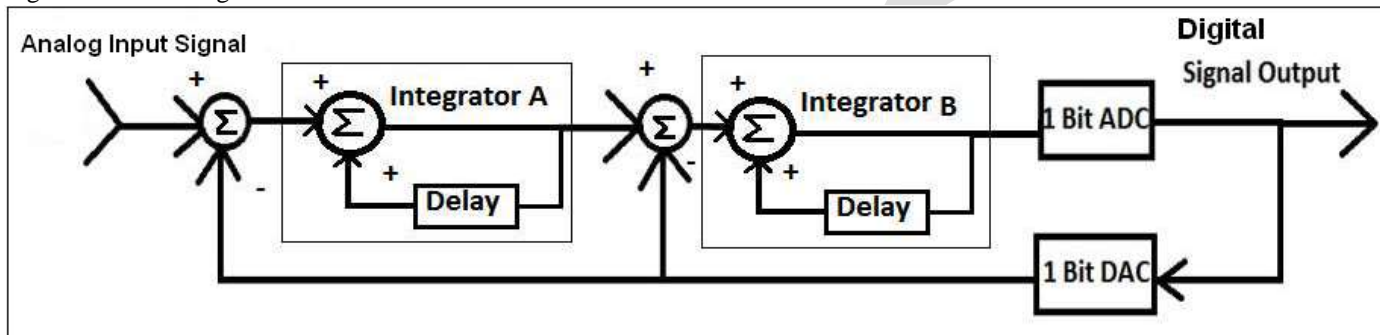 Analog Input Signal
Digital
Signal Output
+
+
Integrator A
+
+
Integrator B
Σ
Σ
Σ
Σ
1 Bit ADC
-
+
Delay
-
+
Delay
1 Bit DAC